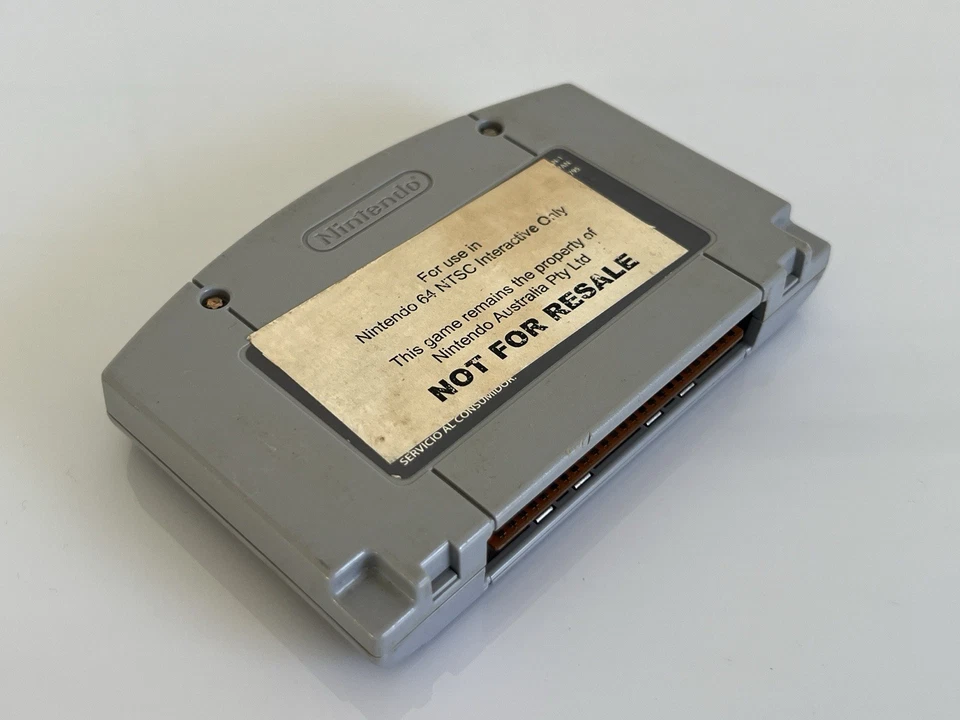 Nintendo
For use in
Nintendo 64 NTSC Interactive Only
This game remains the property of
Nintendo Australia Pty Ltd
NOT FOR RESALE
SERVICIO AL CONSUMIDOR.